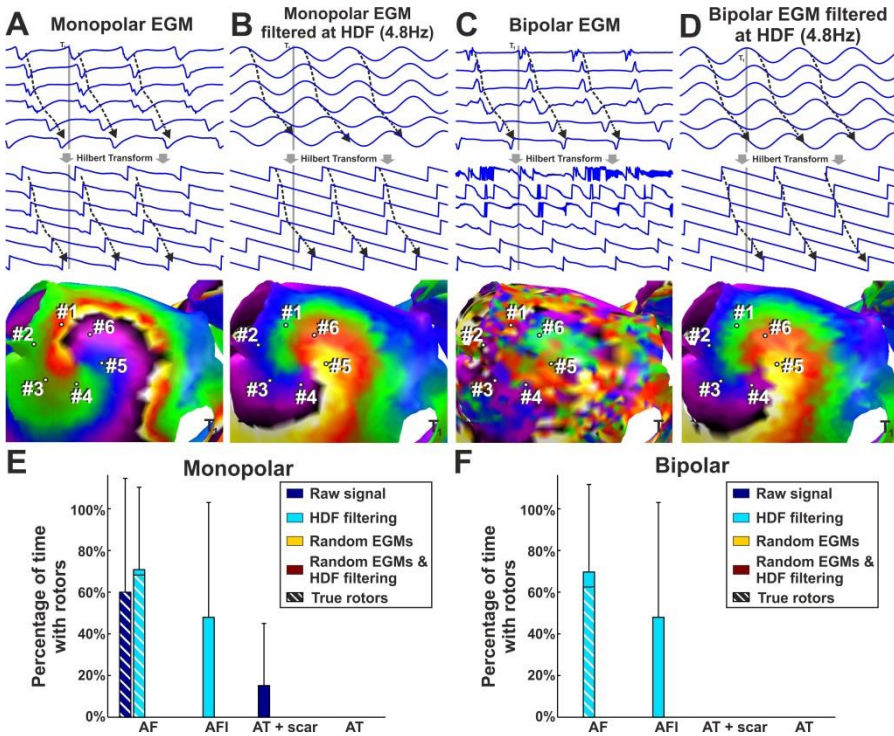 A
Monopolar EGM
B
Monopolar EGM
filtered at HDF (4.8Hz)
C
Bipolar EGM
D
Bipolar EGM filtered
at HDF (4.8Hz)
T₁
T₁
T₁
T₁
Hilbert Transform
Hilbert Transform
Hilbert Transform
Hilbert Transform
#1
#2
#6
#5
#3
#4
T₁
#1
#2
#6
#5
#3
#4
T₁
#1
#2
#6
#5
#3
#4
T₁
#1
#2
#6
#5
#3
#4
T₁
E
Monopolar
Percentage of time
with rotors
100%
80%
60%
40%
20%
0%
Raw signal
HDF filtering
Random EGMs
Random EGMs &
HDF filtering
True rotors
AF
AFl
AT + scar
AT
F
Bipolar
Percentage of time
with rotors
100%
80%
60%
40%
20%
0%
Raw signal
HDF filtering
Random EGMs
Random EGMs &
HDF filtering
True rotors
AF
AFl
AT + scar
AT